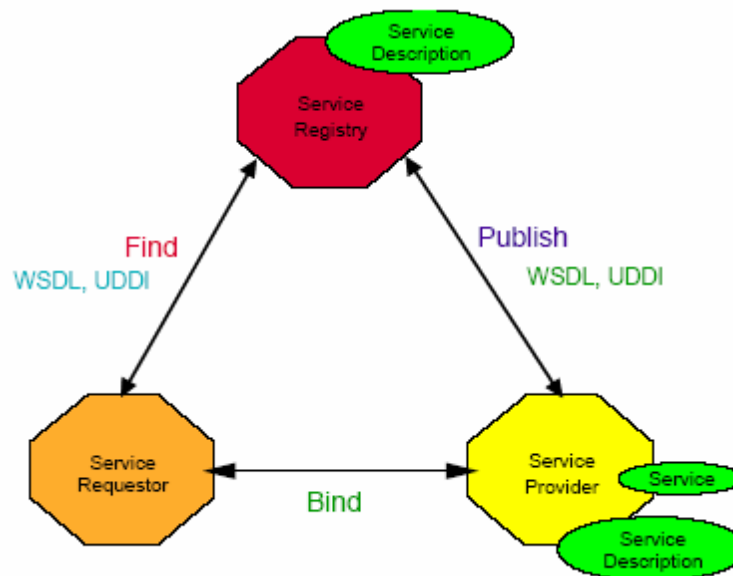 Service
Description
Service
Registry
Find
WSDL, UDDI
Publish
WSDL, UDDI
Service
Requestor
Bind
Service
Provider
Service
Service
Description